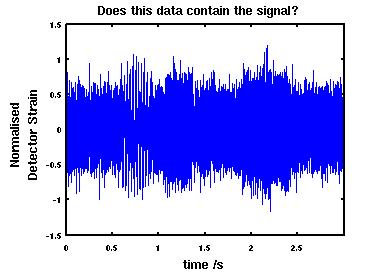 Does this data contain the signal?
Normalised
Detector Strain
1.5
1
0.5
0
-0.5
-1
-1.5
0 0.5 1 1.5 2 2.5
time /s